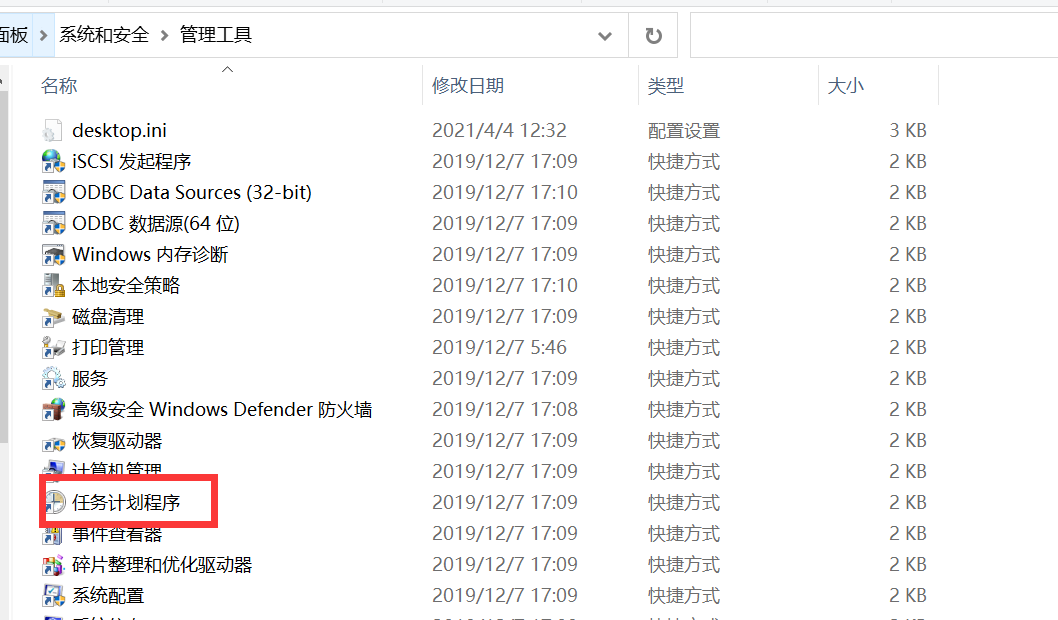 面板 > 系统和安全 > 管理工具
名称 修改日期 类型 大小
desktop.ini 2021/4/4 12:32 配置设置 3 KB
iSCSI 发起程序 2019/12/7 17:09 快捷方式 2 KB
ODBC Data Sources (32-bit) 2019/12/7 17:10 快捷方式 2 KB
ODBC 数据源(64 位) 2019/12/7 17:09 快捷方式 2 KB
Windows 内存诊断 2019/12/7 17:09 快捷方式 2 KB
本地安全策略 2019/12/7 17:10 快捷方式 2 KB
磁盘清理 2019/12/7 17:09 快捷方式 2 KB
打印管理 2019/12/7 5:46 快捷方式 2 KB
服务 2019/12/7 17:09 快捷方式 2 KB
高级安全 Windows Defender 防火墙 2019/12/7 17:08 快捷方式 2 KB
恢复驱动器 2019/12/7 17:09 快捷方式 2 KB
计算机管理 2019/12/7 17:09 快捷方式 2 KB
任务计划程序 2019/12/7 17:09 快捷方式 2 KB
事件查看器 2019/12/7 17:09 快捷方式 2 KB
碎片整理和优化驱动器 2019/12/7 17:09 快捷方式 2 KB
系统配置 2019/12/7 17:09 快捷方式 2 KB